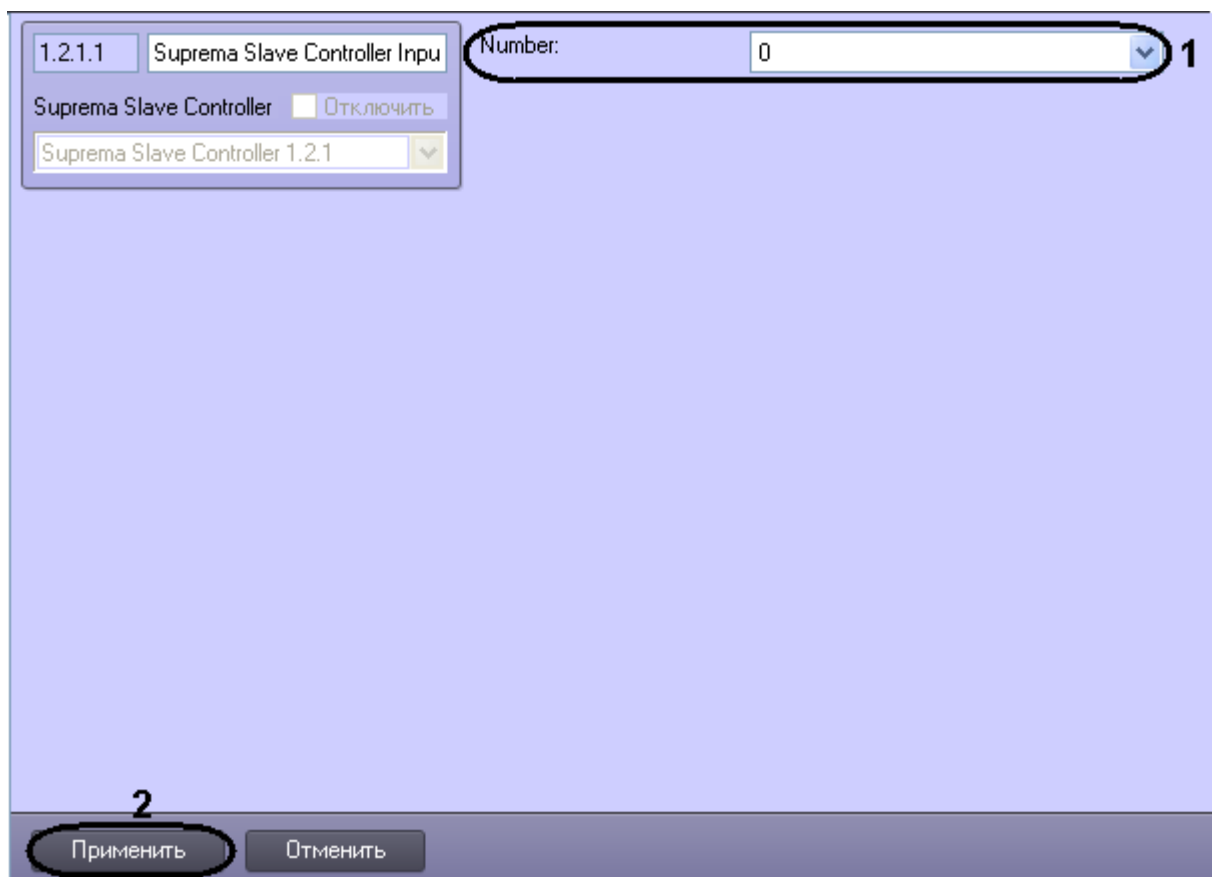 1.2.1.1 Suprema Slave Controller Inpu
Number: 0 1
Suprema Slave Controller Отключить
Suprema Slave Controller 1.2.1
2
Применить Отменить